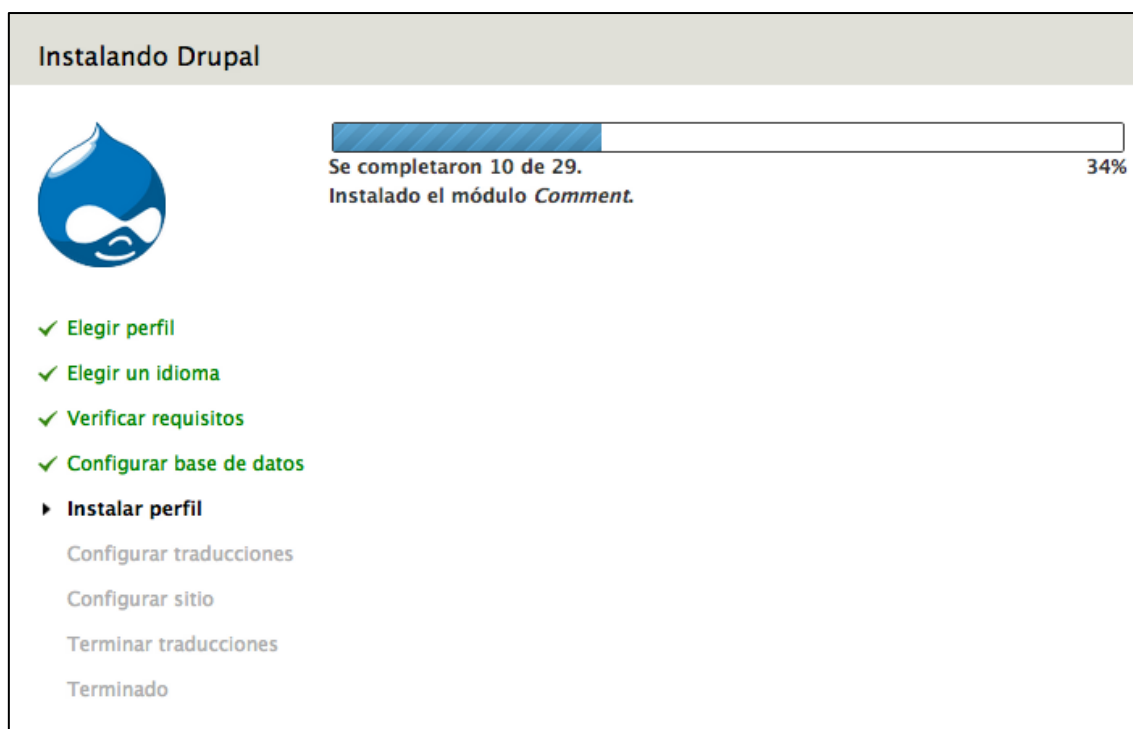 Instalando Drupal
Se completaron 10 de 29.
34%
Instalado el módulo Comment.
Elegir perfil
Elegir un idioma
Verificar requisitos
Configurar base de datos
Instalar perfil
Configurar traducciones
Configurar sitio
Terminar traducciones
Terminado